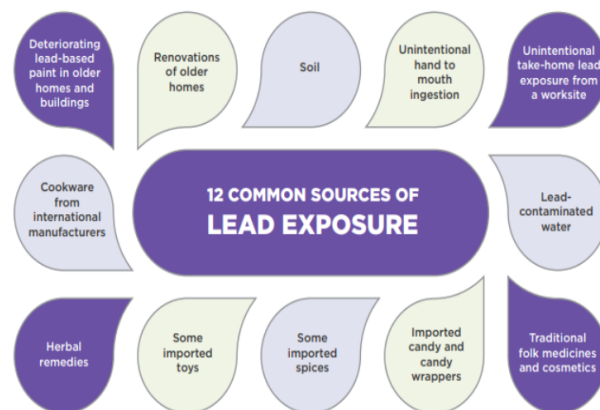 Deteriorating
lead-based
paint in older
homes and
buildings
Renovations
of older
homes
Soil
Unintentional
hand to
mouth
ingestion
Unintentional
take-home lead
exposure from
a worksite
Cookware
from
international
manufacturers
12 COMMON SOURCES OF
LEAD EXPOSURE
Lead-
contaminated
water
Herbal
remedies
Some
imported
toys
Some
imported
spices
Imported
candy and
candy
wrappers
Traditional
folk medicines
and cosmetics